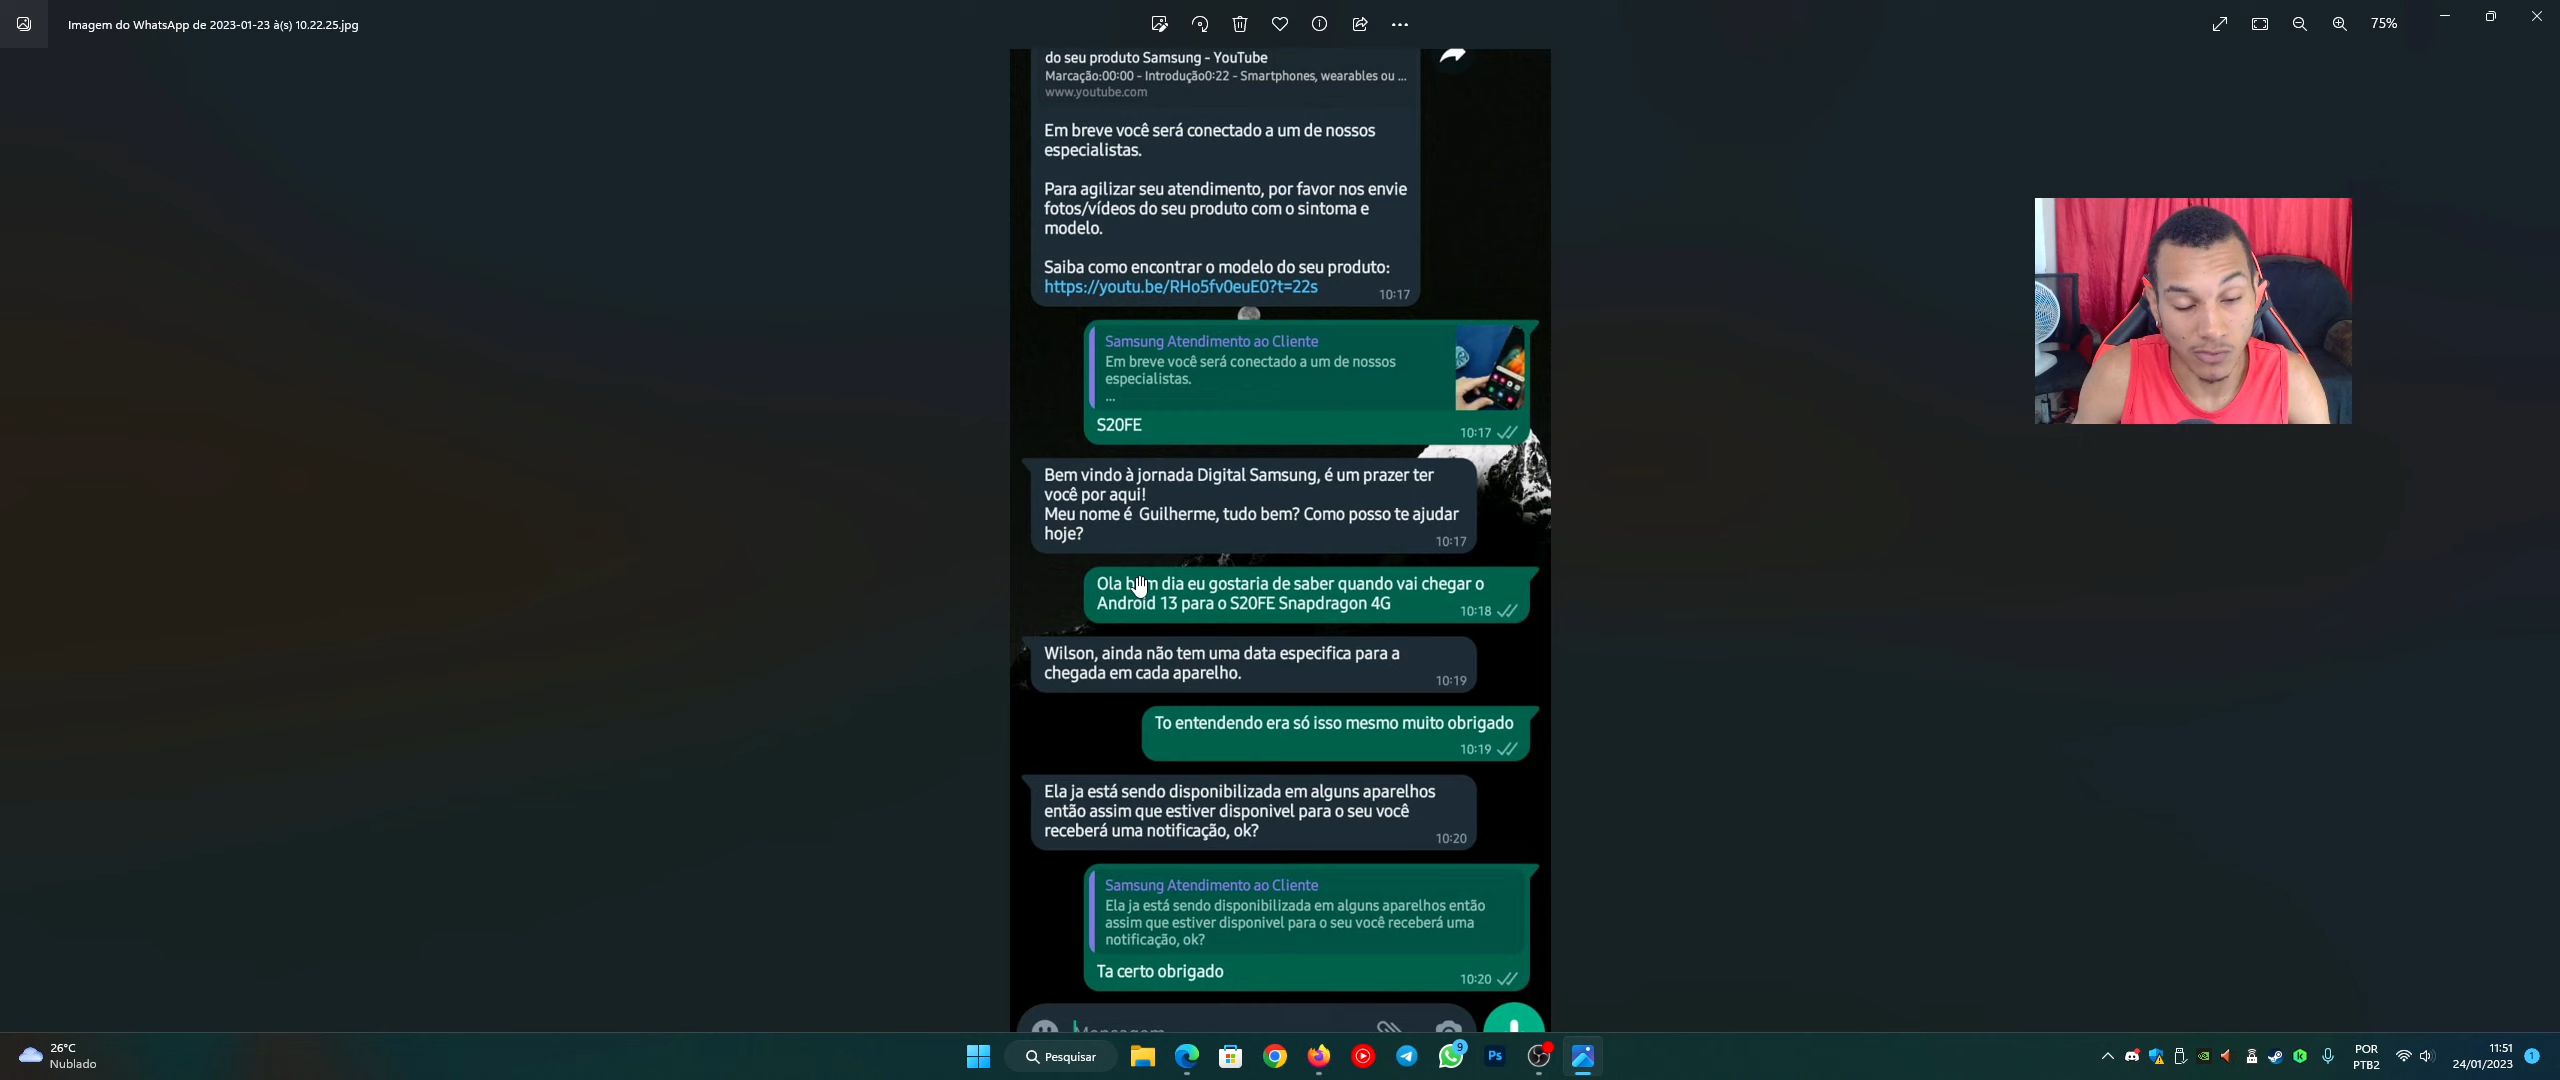 Imagem do WhatsApp de 2023-01-23 à(s) 10.22.25.jpg
75%
do seu produto Samsung - YouTube
Marcação:00:00 - Introdução0:22 - Smartphones, wearables ou ...
www.youtube.com
Em breve você será conectado a um de nossos
especialistas.
Para agilizar seu atendimento, por favor nos envie
fotos/vídeos do seu produto com o sintoma e
modelo.
Saiba como encontrar o modelo do seu produto:
https://youtu.be/RHo5fv0euE0?t=22s
10:17
Samsung Atendimento ao Cliente
Em breve você será conectado a um de nossos
especialistas.
...
S20FE
10:17
Bem vindo à jornada Digital Samsung, é um prazer ter
você por aqui!
Meu nome é Guilherme, tudo bem? Como posso te ajudar
hoje?
10:17
Ola bom dia eu gostaria de saber quando vai chegar o
Android 13 para o S20FE Snapdragon 4G
10:18
Wilson, ainda não tem uma data especifica para a
chegada em cada aparelho.
10:19
To entendendo era só isso mesmo muito obrigado
10:19
Ela ja está sendo disponibilizada em alguns aparelhos
então assim que estiver disponivel para o seu você
receberá uma notificação, ok?
10:20
Samsung Atendimento ao Cliente
Ela ja está sendo disponibilizada em alguns aparelhos então
assim que estiver disponivel para o seu você receberá uma
notificação, ok?
Ta certo obrigado
10:20
Mensagem
26°C
Nublado
Pesquisar
9
Ps
POR
PTB2
11:51
24/01/2023
1